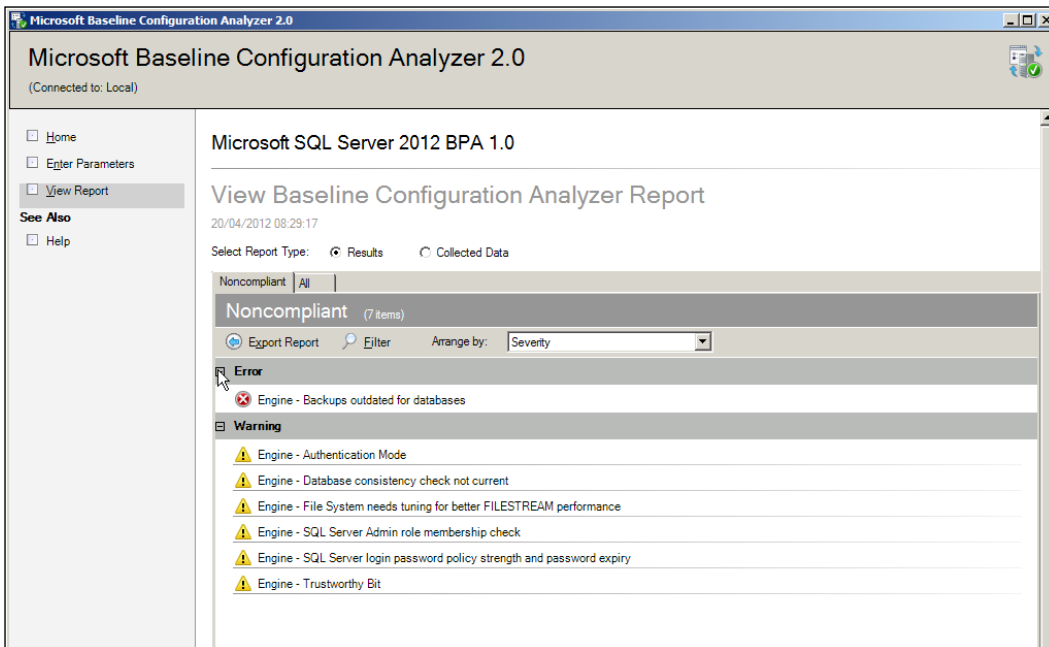 Microsoft Baseline Configuration Analyzer 2.0
Microsoft Baseline Configuration Analyzer 2.0
(Connected to: Local)
Home
Enter Parameters
View Report
See Also
Help
Microsoft SQL Server 2012 BPA 1.0
View Baseline Configuration Analyzer Report
20/04/2012 08:29:17
Select Report Type: Results Collected Data
Noncompliant All
Noncompliant (7 items)
Export Report Filter Arrange by: Severity
Error
Engine - Backups outdated for databases
Warning
Engine - Authentication Mode
Engine - Database consistency check not current
Engine - File System needs tuning for better FILESTREAM performance
Engine - SQL Server Admin role membership check
Engine - SQL Server login password policy strength and password expiry
Engine - Trustworthy Bit